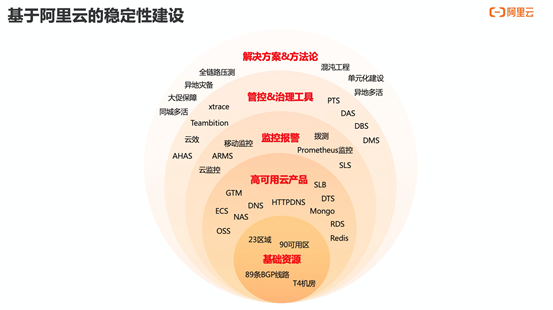 基于阿里云的稳定性建设
阿里云
解决方案&方法论
全链路压测
混沌工程
异地灾备
单元化建设
大促保障
管控&治理工具
异地多活
同城多活
xtrace
PTS
Teambition
DAS
监控报警
DBS
云效
移动监控
拨测
DMS
AHAS
ARMS
Prometheus监控
云监控
SLS
高可用云产品
GTM
SLB
DNS
HTTPDNS
DTS
ECS
NAS
Mongo
OSS
RDS
Redis
23区域
90可用区
基础资源
89条BGP线路
T4机房